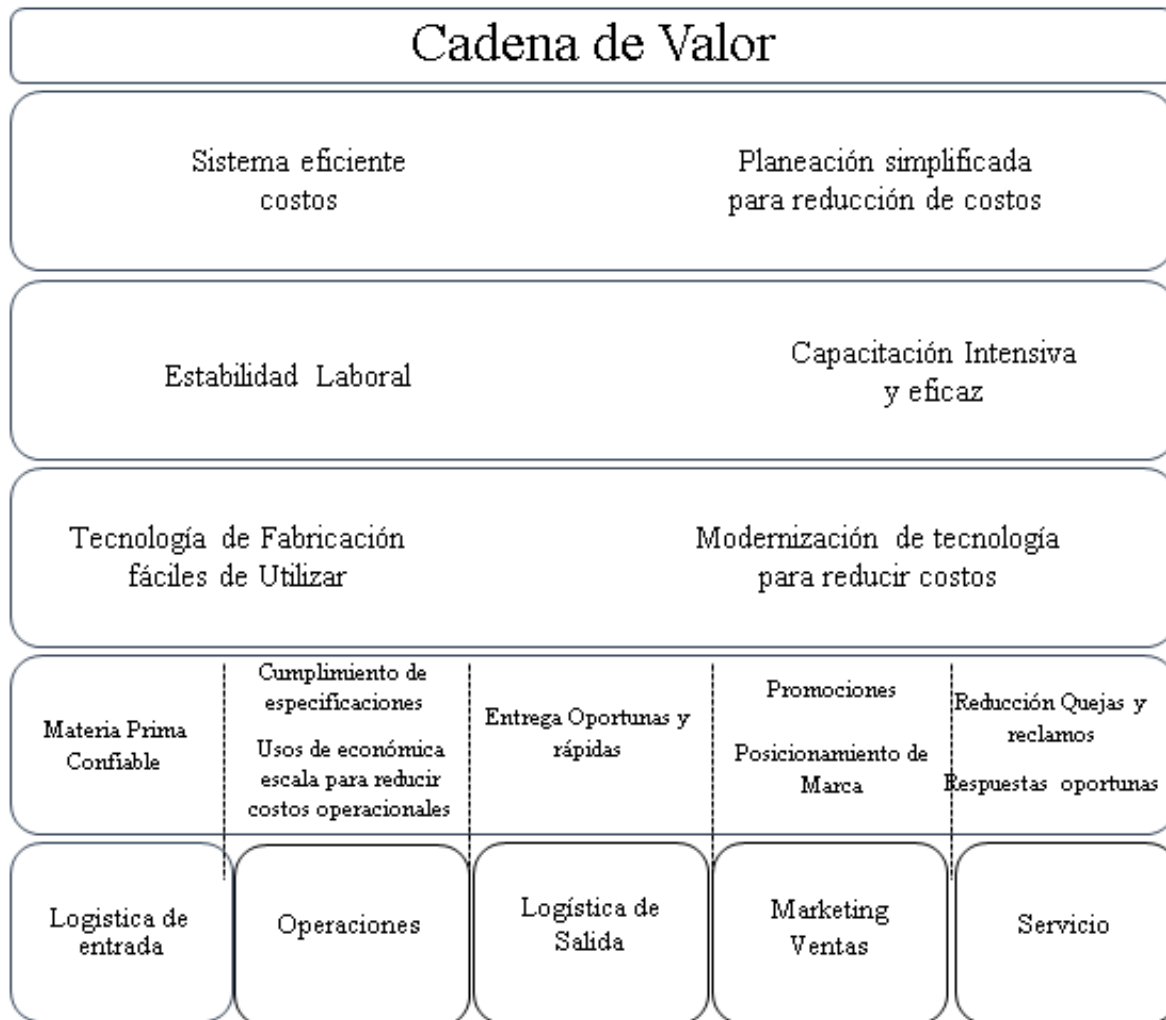 Cadena de Valor
Sistema eficiente
costos
Planeación simplificada
para reducción de costos
Estabilidad Laboral
Capacitación Intensiva
y eficaz
Tecnología de Fabricación
fáciles de Utilizar
Modernización de tecnología
para reducir costos
Materia Prima
Confiable
Cumplimiento de
especificaciones
Usos de económica
escala para reducir
costos operacionales
Entrega Oportunas y
rápidas
Promociones
Posicionamiento de
Marca
Reducción Quejas y
reclamos
Respuestas oportunas
Logistica de
entrada
Operaciones
Logística de
Salida
Marketing
Ventas
Servicio